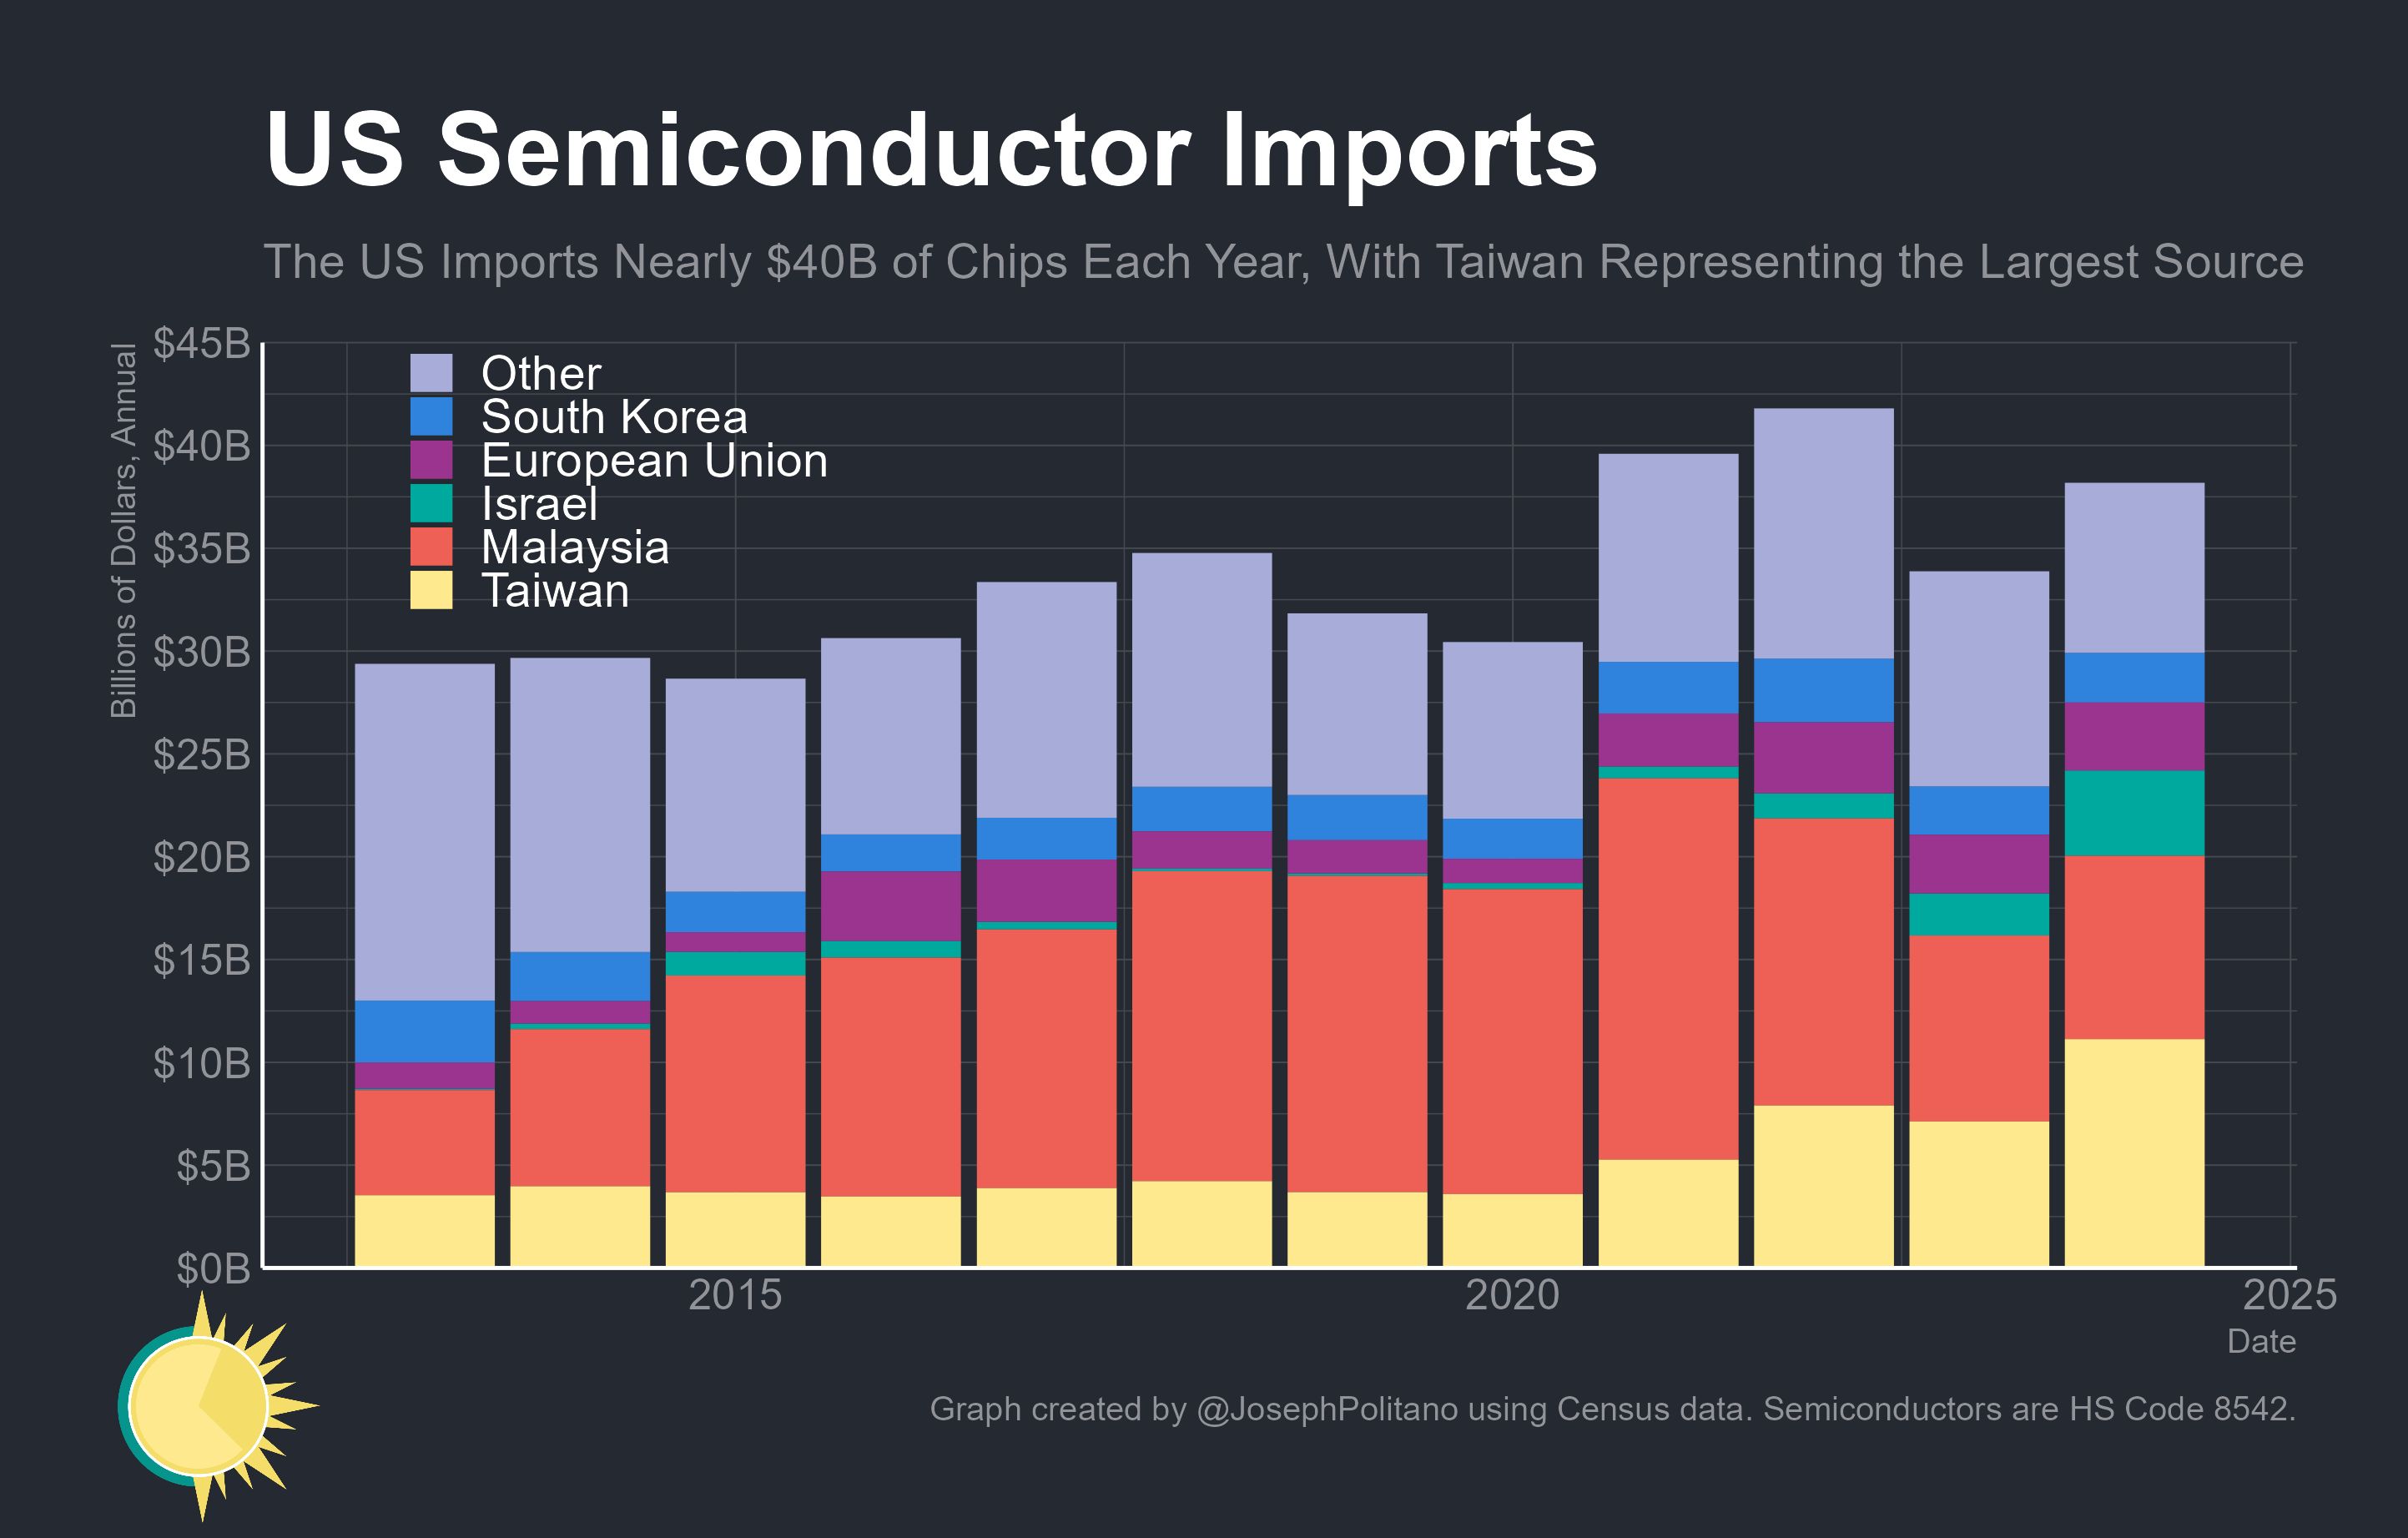 US Semiconductor Imports
The US Imports Nearly $40B of Chips Each Year, With Taiwan Representing the Largest Source
Billions of Dollars, Annual
$45B
$40B
$35B
$30B
$25B
$20B
$15B
$10B
$5B
$0B
Other
South Korea
European Union
Israel
Malaysia
Taiwan
2015
2020
2025
Date
Graph created by @JosephPolitano using Census data. Semiconductors are HS Code 8542.